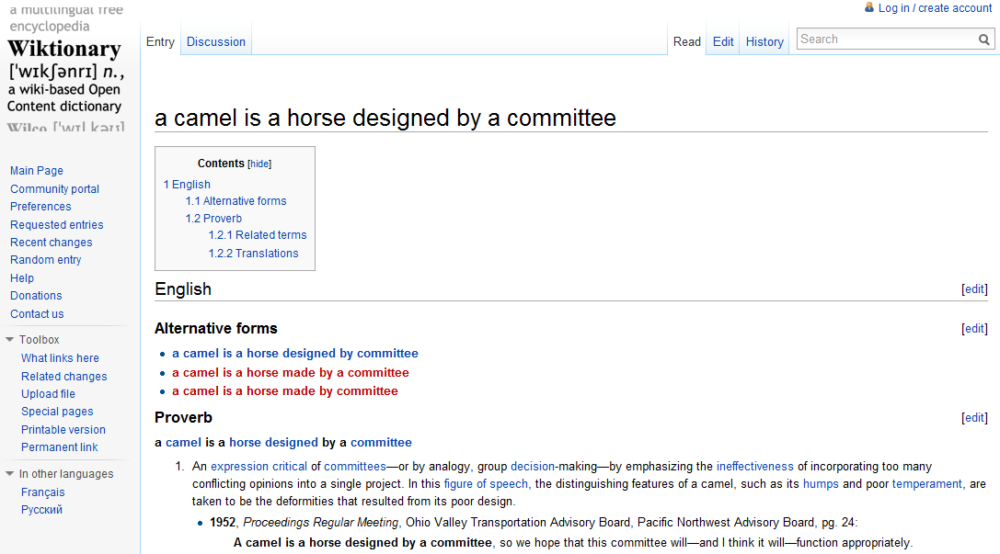 a multilingual free
encyclopedia
Wiktionary
['wɪkʃənrɪ] n.,
a wiki-based Open
Content dictionary
Wilco ['wɪl kəʊ]
Main Page
Community portal
Preferences
Requested entries
Recent changes
Random entry
Help
Donations
Contact us
Toolbox
What links here
Related changes
Upload file
Special pages
Printable version
Permanent link
In other languages
Français
Русский
Log in / create account
Entry Discussion Read Edit History Search
a camel is a horse designed by a committee
Contents [hide]
1 English
1.1 Alternative forms
1.2 Proverb
1.2.1 Related terms
1.2.2 Translations
English [edit]
Alternative forms [edit]
• a camel is a horse designed by committee
• a camel is a horse made by a committee
• a camel is a horse made by committee
Proverb [edit]
a camel is a horse designed by a committee
1. An expression critical of committees—or by analogy, group decision-making—by emphasizing the ineffectiveness of incorporating too many
conflicting opinions into a single project. In this figure of speech, the distinguishing features of a camel, such as its humps and poor temperament, are
taken to be the deformities that resulted from its poor design.
• 1952, Proceedings Regular Meeting, Ohio Valley Transportation Advisory Board, Pacific Northwest Advisory Board, pg. 24:
A camel is a horse designed by a committee, so we hope that this committee will—and I think it will—function appropriately.